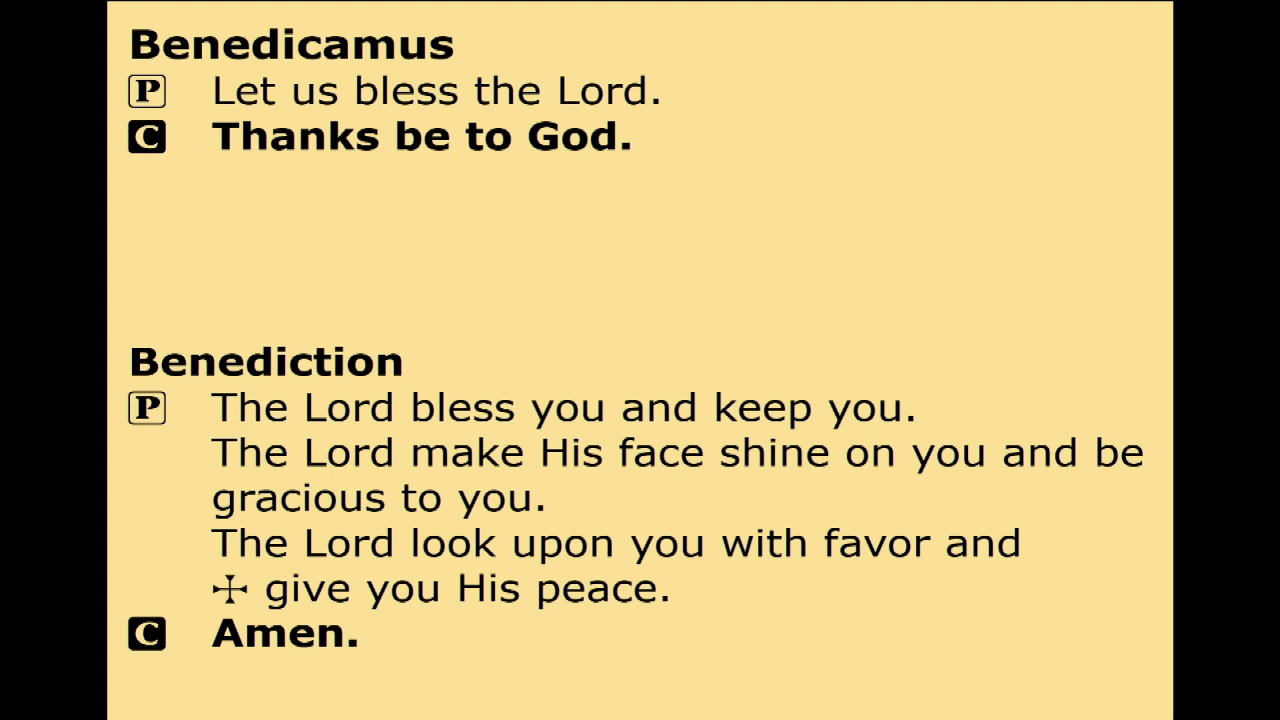 Benedicamus
P Let us bless the Lord.
C Thanks be to God.
Benediction
P The Lord bless you and keep you.
The Lord make His face shine on you and be
gracious to you.
The Lord look upon you with favor and
☩ give you His peace.
C Amen.